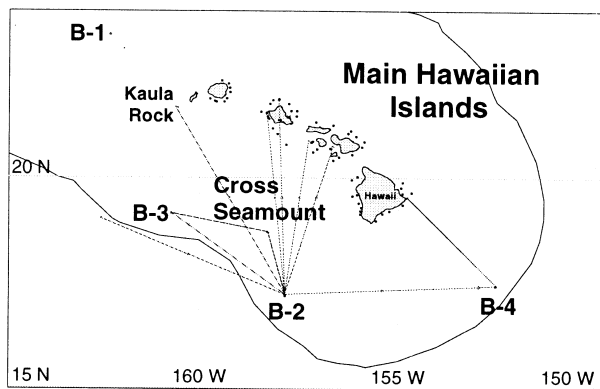 B-1
Main Hawaiian
Islands
Kaula
Rock
20 N
Cross
Seamount
Hawaii
B-3
B-2
B-4
15 N
160 W
155 W
150 W